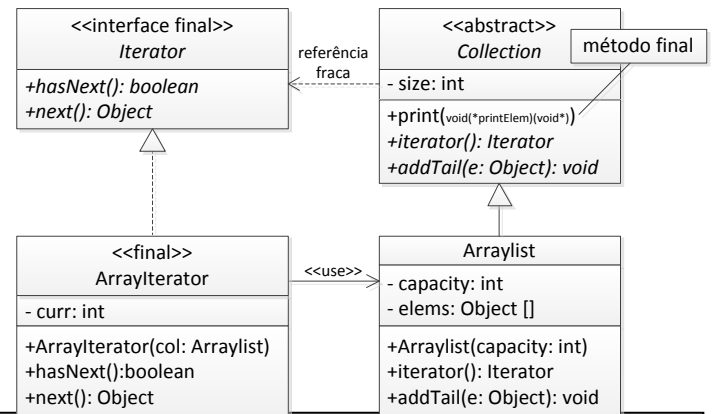 <<interface final>>
Iterator
+hasNext(): boolean
+next(): Object
referência
fraca
<<abstract>>
Collection
- size: int
+print(void(*printElem)(void*))
+iterator(): Iterator
+addTail(e: Object): void
método final
<<final>>
ArrayIterator
- curr: int
+ArrayIterator(col: Arraylist)
+hasNext():boolean
+next(): Object
<<use>>
Arraylist
- capacity: int
- elems: Object []
+Arraylist(capacity: int)
+iterator(): Iterator
+addTail(e: Object): void